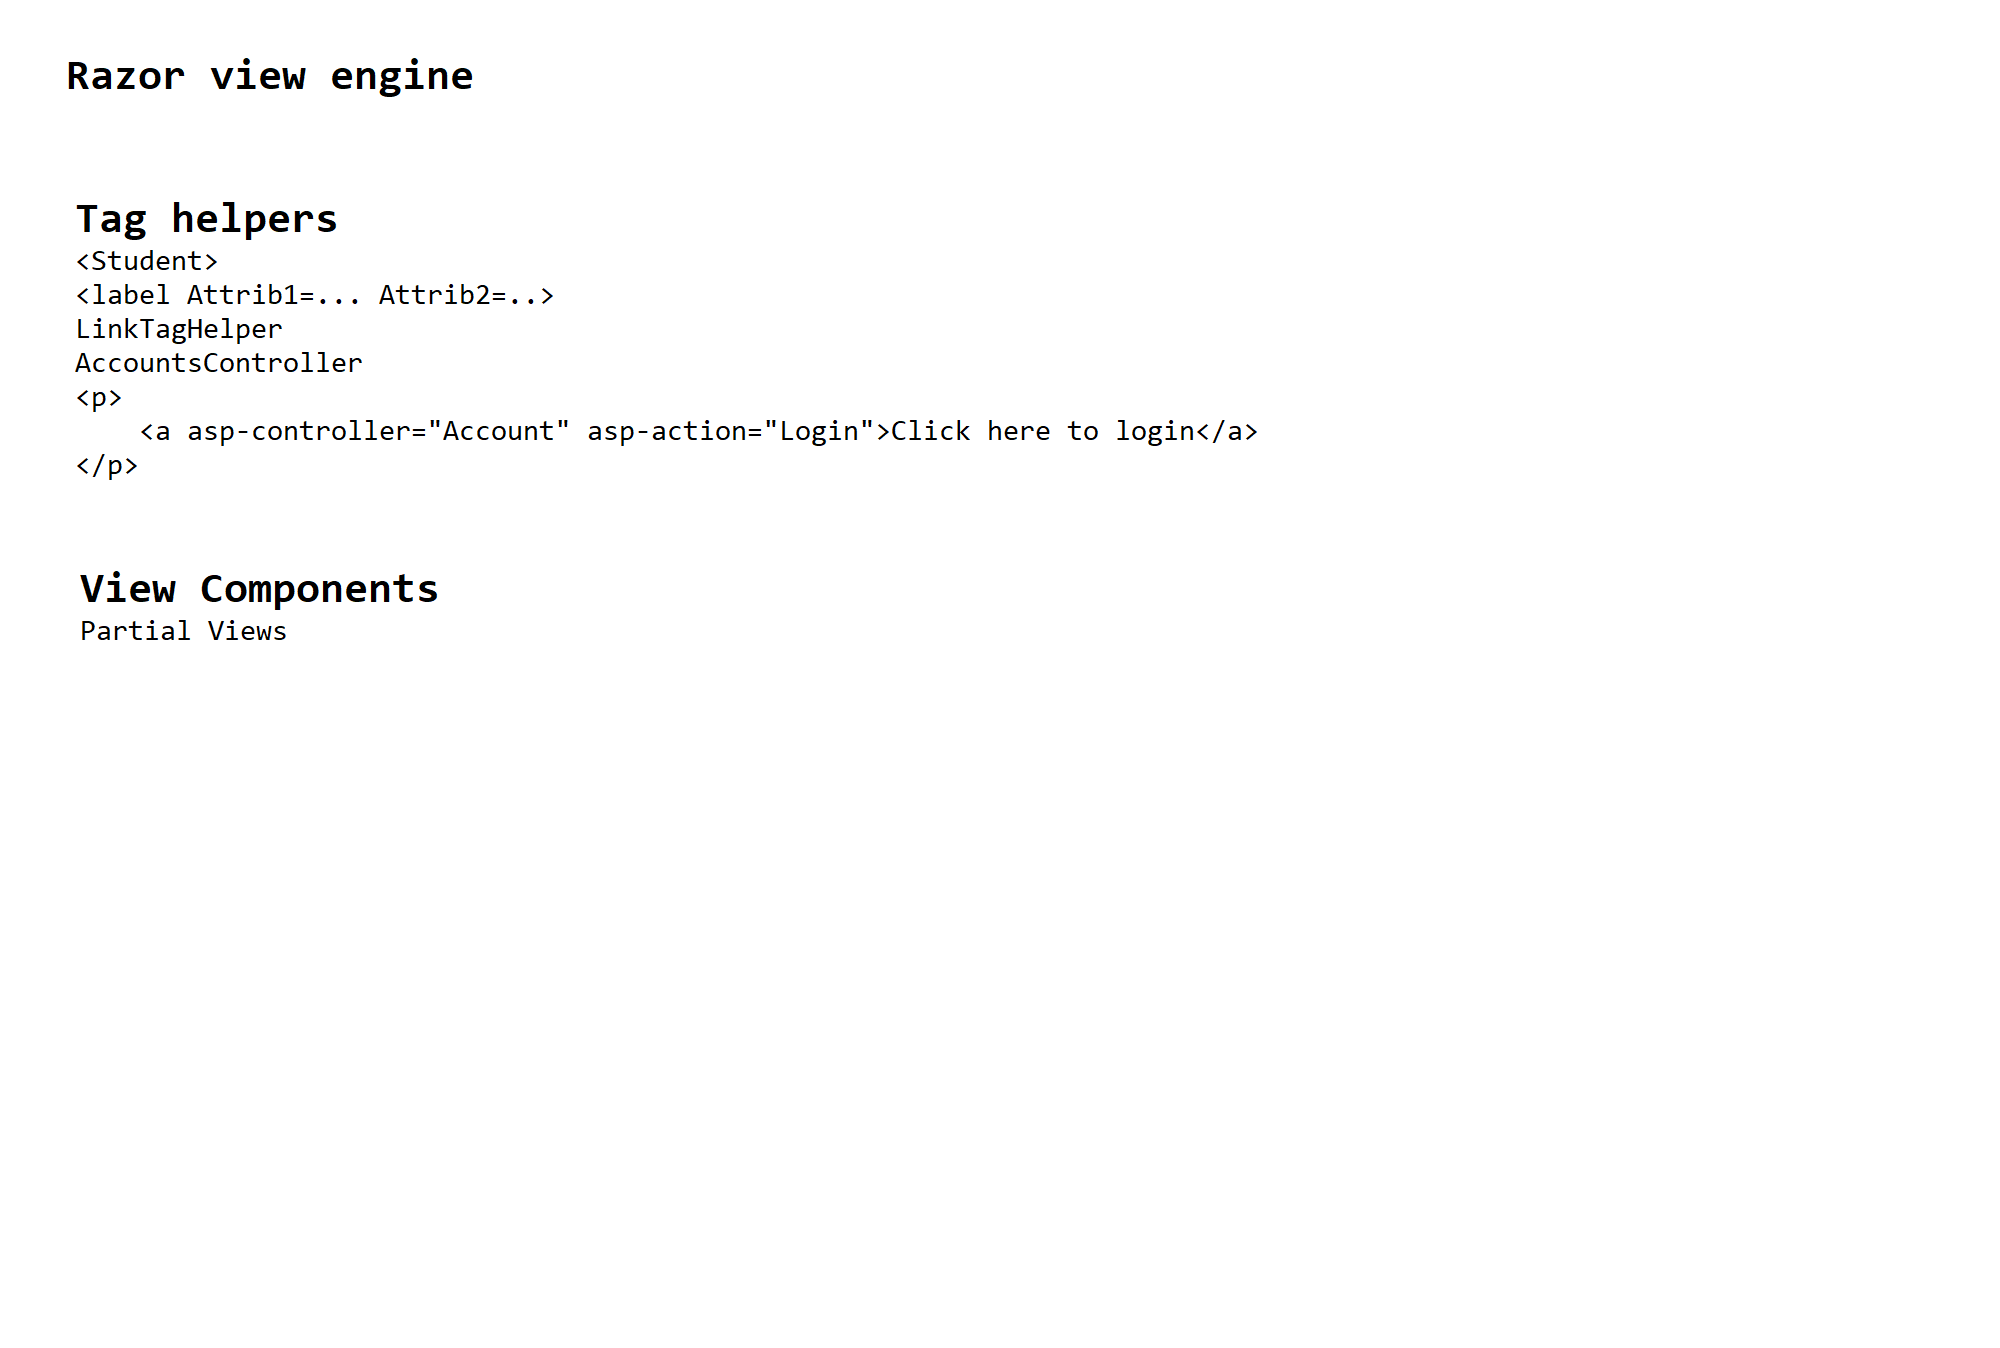 Razor view engine
Tag helpers
<Student>
<label Attrib1=... Attrib2=..>
LinkTagHelper
AccountsController
<p>
    <a asp-controller="Account" asp-action="Login">Click here to login</a>
</p>
View Components
Partial Views